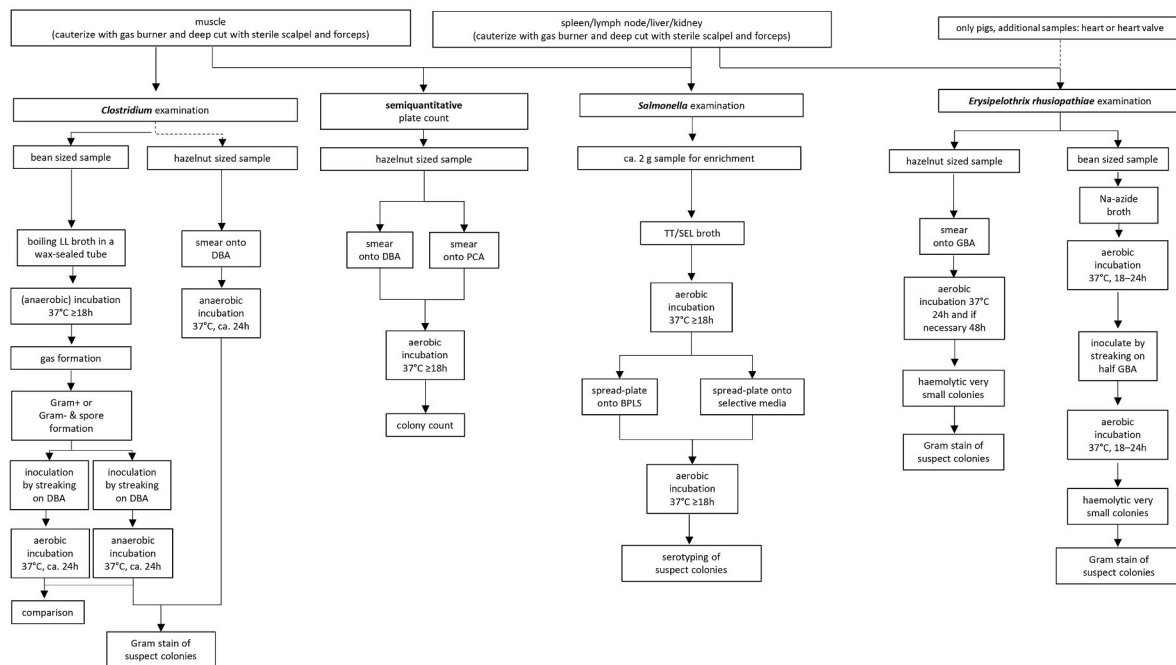 muscle
(cauterize with gas burner and deep cut with sterile scalpel and forceps)
spleen/lymph node/liver/kidney
(cauterize with gas burner and deep cut with sterile scalpel and forceps)
only pigs, additional samples: heart or heart valve
Clostridium examination
bean sized sample
hazelnut sized sample
boiling LL broth in a
wax-sealed tube
(anaerobic) incubation
37°C ≥18h
gas formation
Gram+ or
Gram- & spore
formation
inoculation
by streaking
on DBA
inoculation
by streaking
on DBA
aerobic
incubation
37°C, ca. 24h
anaerobic
incubation
37°C, ca. 24h
comparison
smear onto
DBA
anaerobic
incubation
37°C, ca. 24h
Gram stain of
suspect colonies
semiquantitative
plate count
hazelnut sized sample
smear
onto DBA
smear
onto PCA
aerobic
incubation
37°C ≥18h
colony count
Salmonella examination
ca. 2 g sample for enrichment
TT/SEL broth
aerobic
incubation
37°C ≥18h
spread-plate
onto BPLS
spread-plate onto
selective media
aerobic
incubation
37°C ≥18h
serotyping of
suspect colonies
Erysipelothrix rhusiopathiae examination
hazelnut sized sample
smear
onto GBA
aerobic
incubation 37°C
24h and if
necessary 48h
haemolytic very
small colonies
Gram stain of
suspect colonies
bean sized sample
Na-azide
broth
aerobic
incubation
37°C, 18–24h
inoculate by
streaking on
half GBA
aerobic
incubation
37°C, 18–24h
haemolytic very
small colonies
Gram stain of
suspect colonies